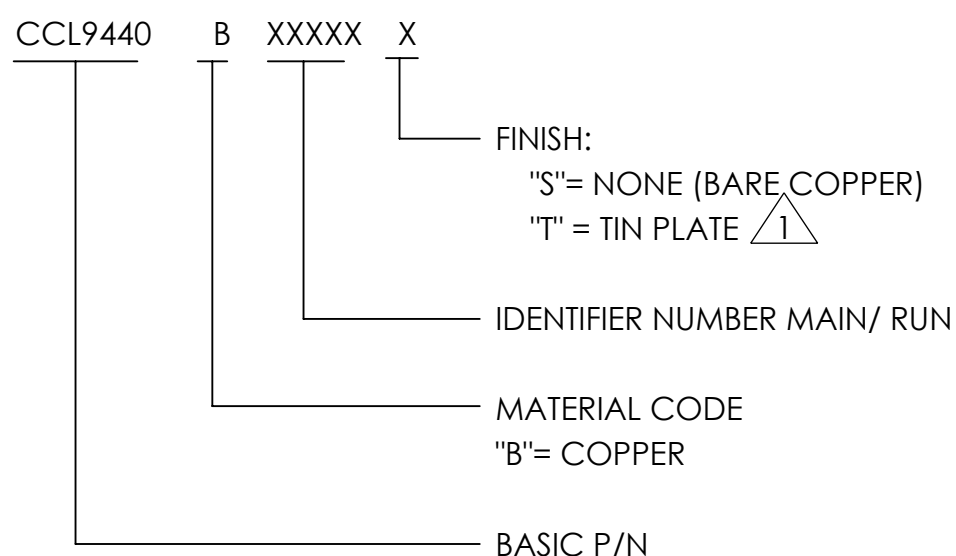 CCL9440 B XXXXX X
FINISH:
"S"= NONE (BARE COPPER)
"T" = TIN PLATE 1
IDENTIFIER NUMBER MAIN/ RUN
MATERIAL CODE
"B"= COPPER
BASIC P/N